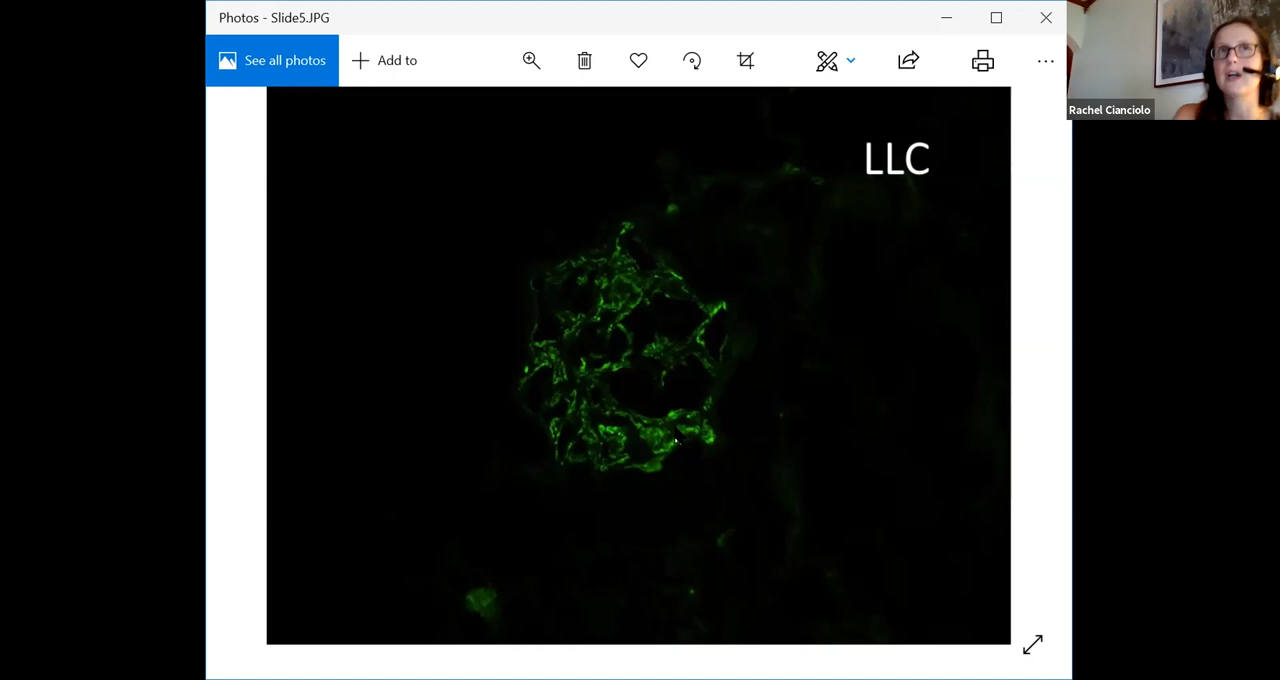 Photos - Slide5.JPG
See all photos
Add to
LLC
Rachel Cianciolo